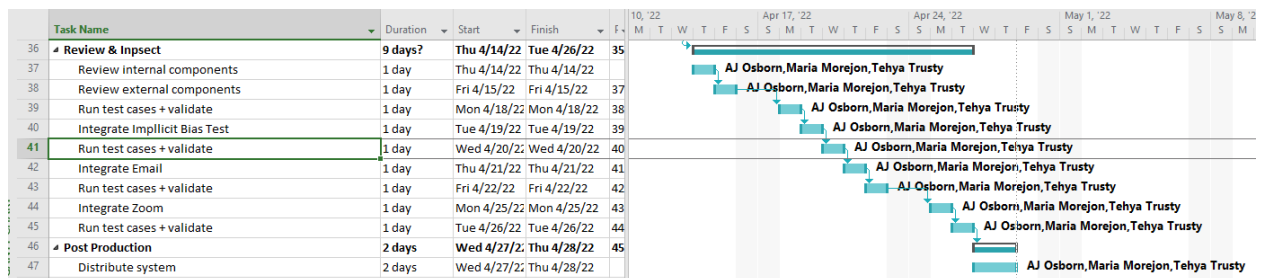 10, '22 Apr 17, '22 Apr 24, '22 May 1, '22 May 8, '2
Task Name Duration Start Finish M T W T F S S M T W T F S S M T W T F S S M T W T F S S M
36 Review & Inpsect 9 days? Thu 4/14/22 Tue 4/26/22 35
37 Review internal components 1 day Thu 4/14/22 Thu 4/14/22 AJ Osborn,Maria Morejon,Tehya Trusty
38 Review external components 1 day Fri 4/15/22 Fri 4/15/22 37 AJ Osborn,Maria Morejon,Tehya Trusty
39 Run test cases + validate 1 day Mon 4/18/22 Mon 4/18/22 38 AJ Osborn,Maria Morejon,Tehya Trusty
40 Integrate Impllicit Bias Test 1 day Tue 4/19/22 Tue 4/19/22 39 AJ Osborn,Maria Morejon,Tehya Trusty
41 Run test cases + validate 1 day Wed 4/20/22 Wed 4/20/22 40 AJ Osborn,Maria Morejon,Tehya Trusty
42 Integrate Email 1 day Thu 4/21/22 Thu 4/21/22 41 AJ Osborn,Maria Morejon,Tehya Trusty
43 Run test cases + validate 1 day Fri 4/22/22 Fri 4/22/22 42 AJ Osborn,Maria Morejon,Tehya Trusty
44 Integrate Zoom 1 day Mon 4/25/22 Mon 4/25/22 43 AJ Osborn,Maria Morejon,Tehya Trusty
45 Run test cases + validate 1 day Tue 4/26/22 Tue 4/26/22 44 AJ Osborn,Maria Morejon,Tehya Trusty
46 Post Production 2 days Wed 4/27/22 Thu 4/28/22 45
47 Distribute system 2 days Wed 4/27/22 Thu 4/28/22 AJ Osborn,Maria Morejon,Tehya Trusty